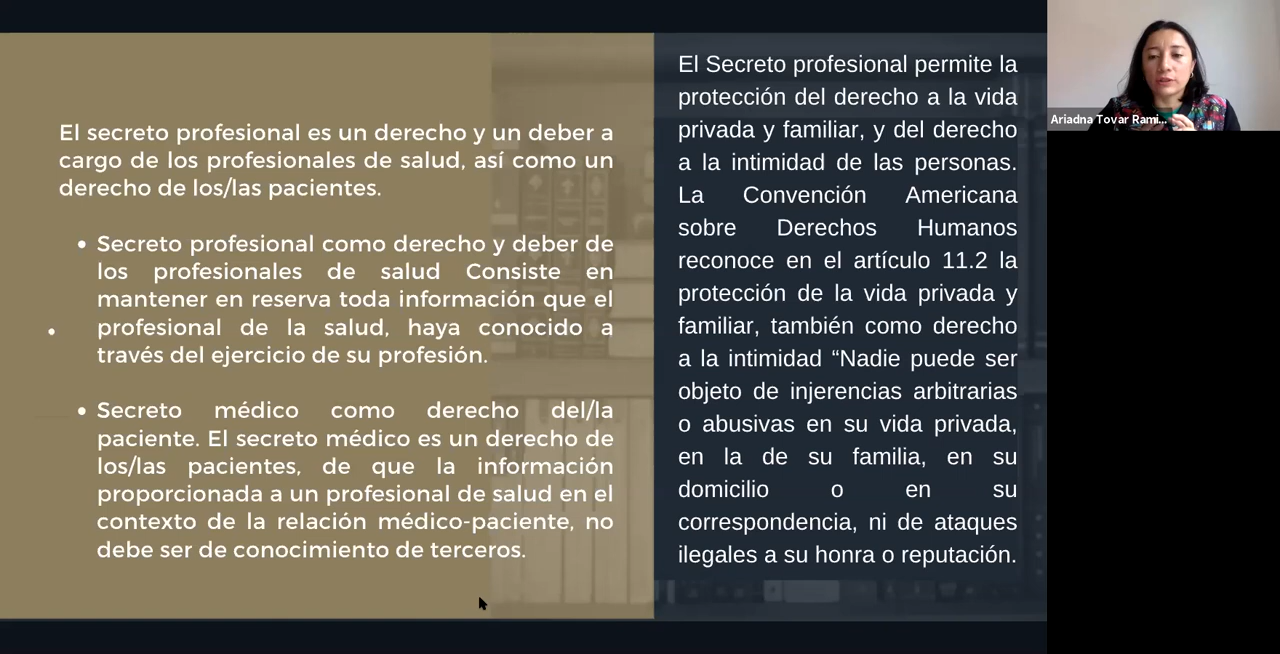 El secreto profesional es un derecho y un deber a
cargo de los profesionales de salud, así como un
derecho de los/las pacientes.
• Secreto profesional como derecho y deber de
los profesionales de salud Consiste en
mantener en reserva toda información que el
profesional de la salud, haya conocido a
través del ejercicio de su profesión.
• Secreto médico como derecho del/la
paciente. El secreto médico es un derecho de
los/las pacientes, de que la información
proporcionada a un profesional de salud en el
contexto de la relación médico-paciente, no
debe ser de conocimiento de terceros.
El Secreto profesional permite la
protección del derecho a la vida
privada y familiar, y del derecho
a la intimidad de las personas.
La Convención Americana
sobre Derechos Humanos
reconoce en el artículo 11.2 la
protección de la vida privada y
familiar, también como derecho
a la intimidad “Nadie puede ser
objeto de injerencias arbitrarias
o abusivas en su vida privada,
en la de su familia, en su
domicilio o en su
correspondencia, ni de ataques
ilegales a su honra o reputación.
Ariadna Tovar Rami...